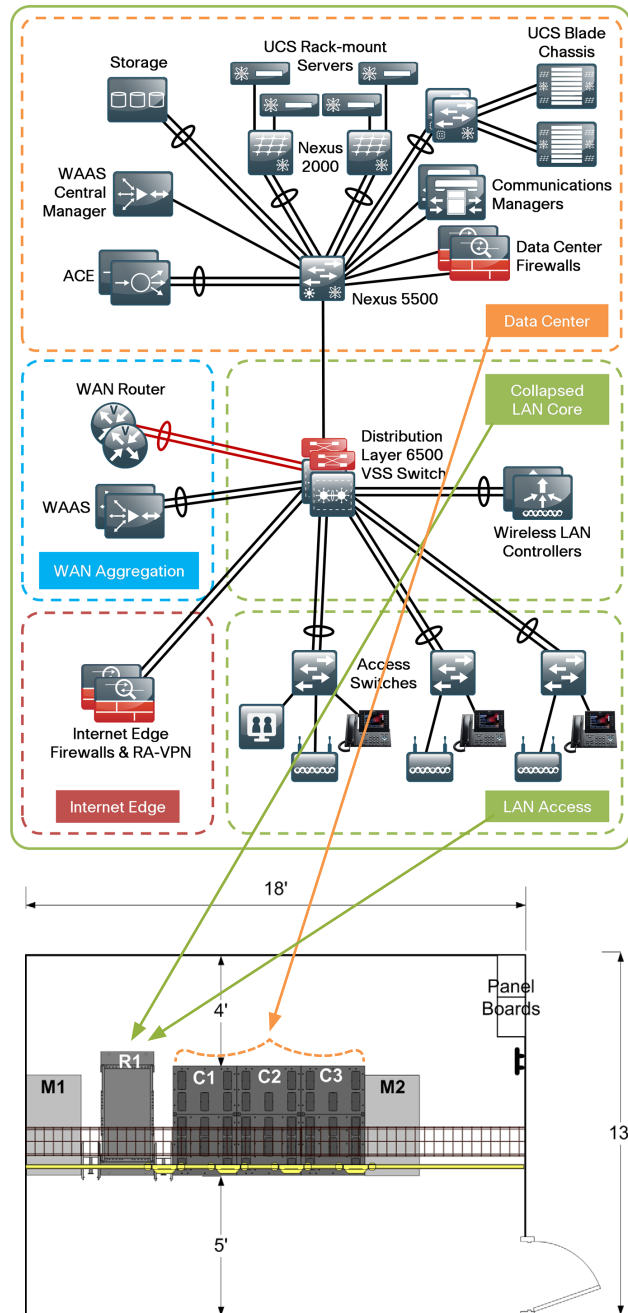 Storage
UCS Rack-mount
Servers
UCS Blade
Chassis
Nexus
2000
WAAS
Central
Manager
Communications
Managers
ACE
Data Center
Firewalls
Nexus 5500
Data Center
WAN Router
V
V
Distribution
Layer 6500
VSS Switch
Collapsed
LAN Core
WAAS
Wireless LAN
Controllers
WAN Aggregation
Access
Switches
Internet Edge
Firewalls & RA-VPN
Internet Edge
LAN Access
18'
4'
Panel
Boards
R1
M1
C1
C2
C3
M2
13
5'